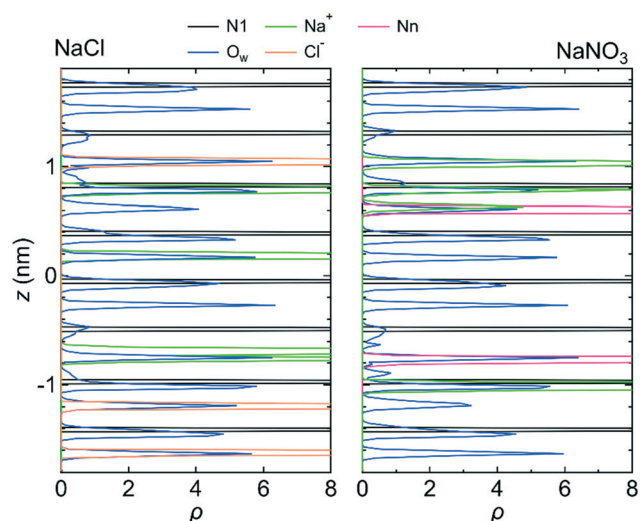 N1 Na⁺ Nn
NaCl Ow Cl⁻ NaNO₃
z (nm)
1
0
-1
0 2 4 6 8 0 2 4 6 8
ρ ρ